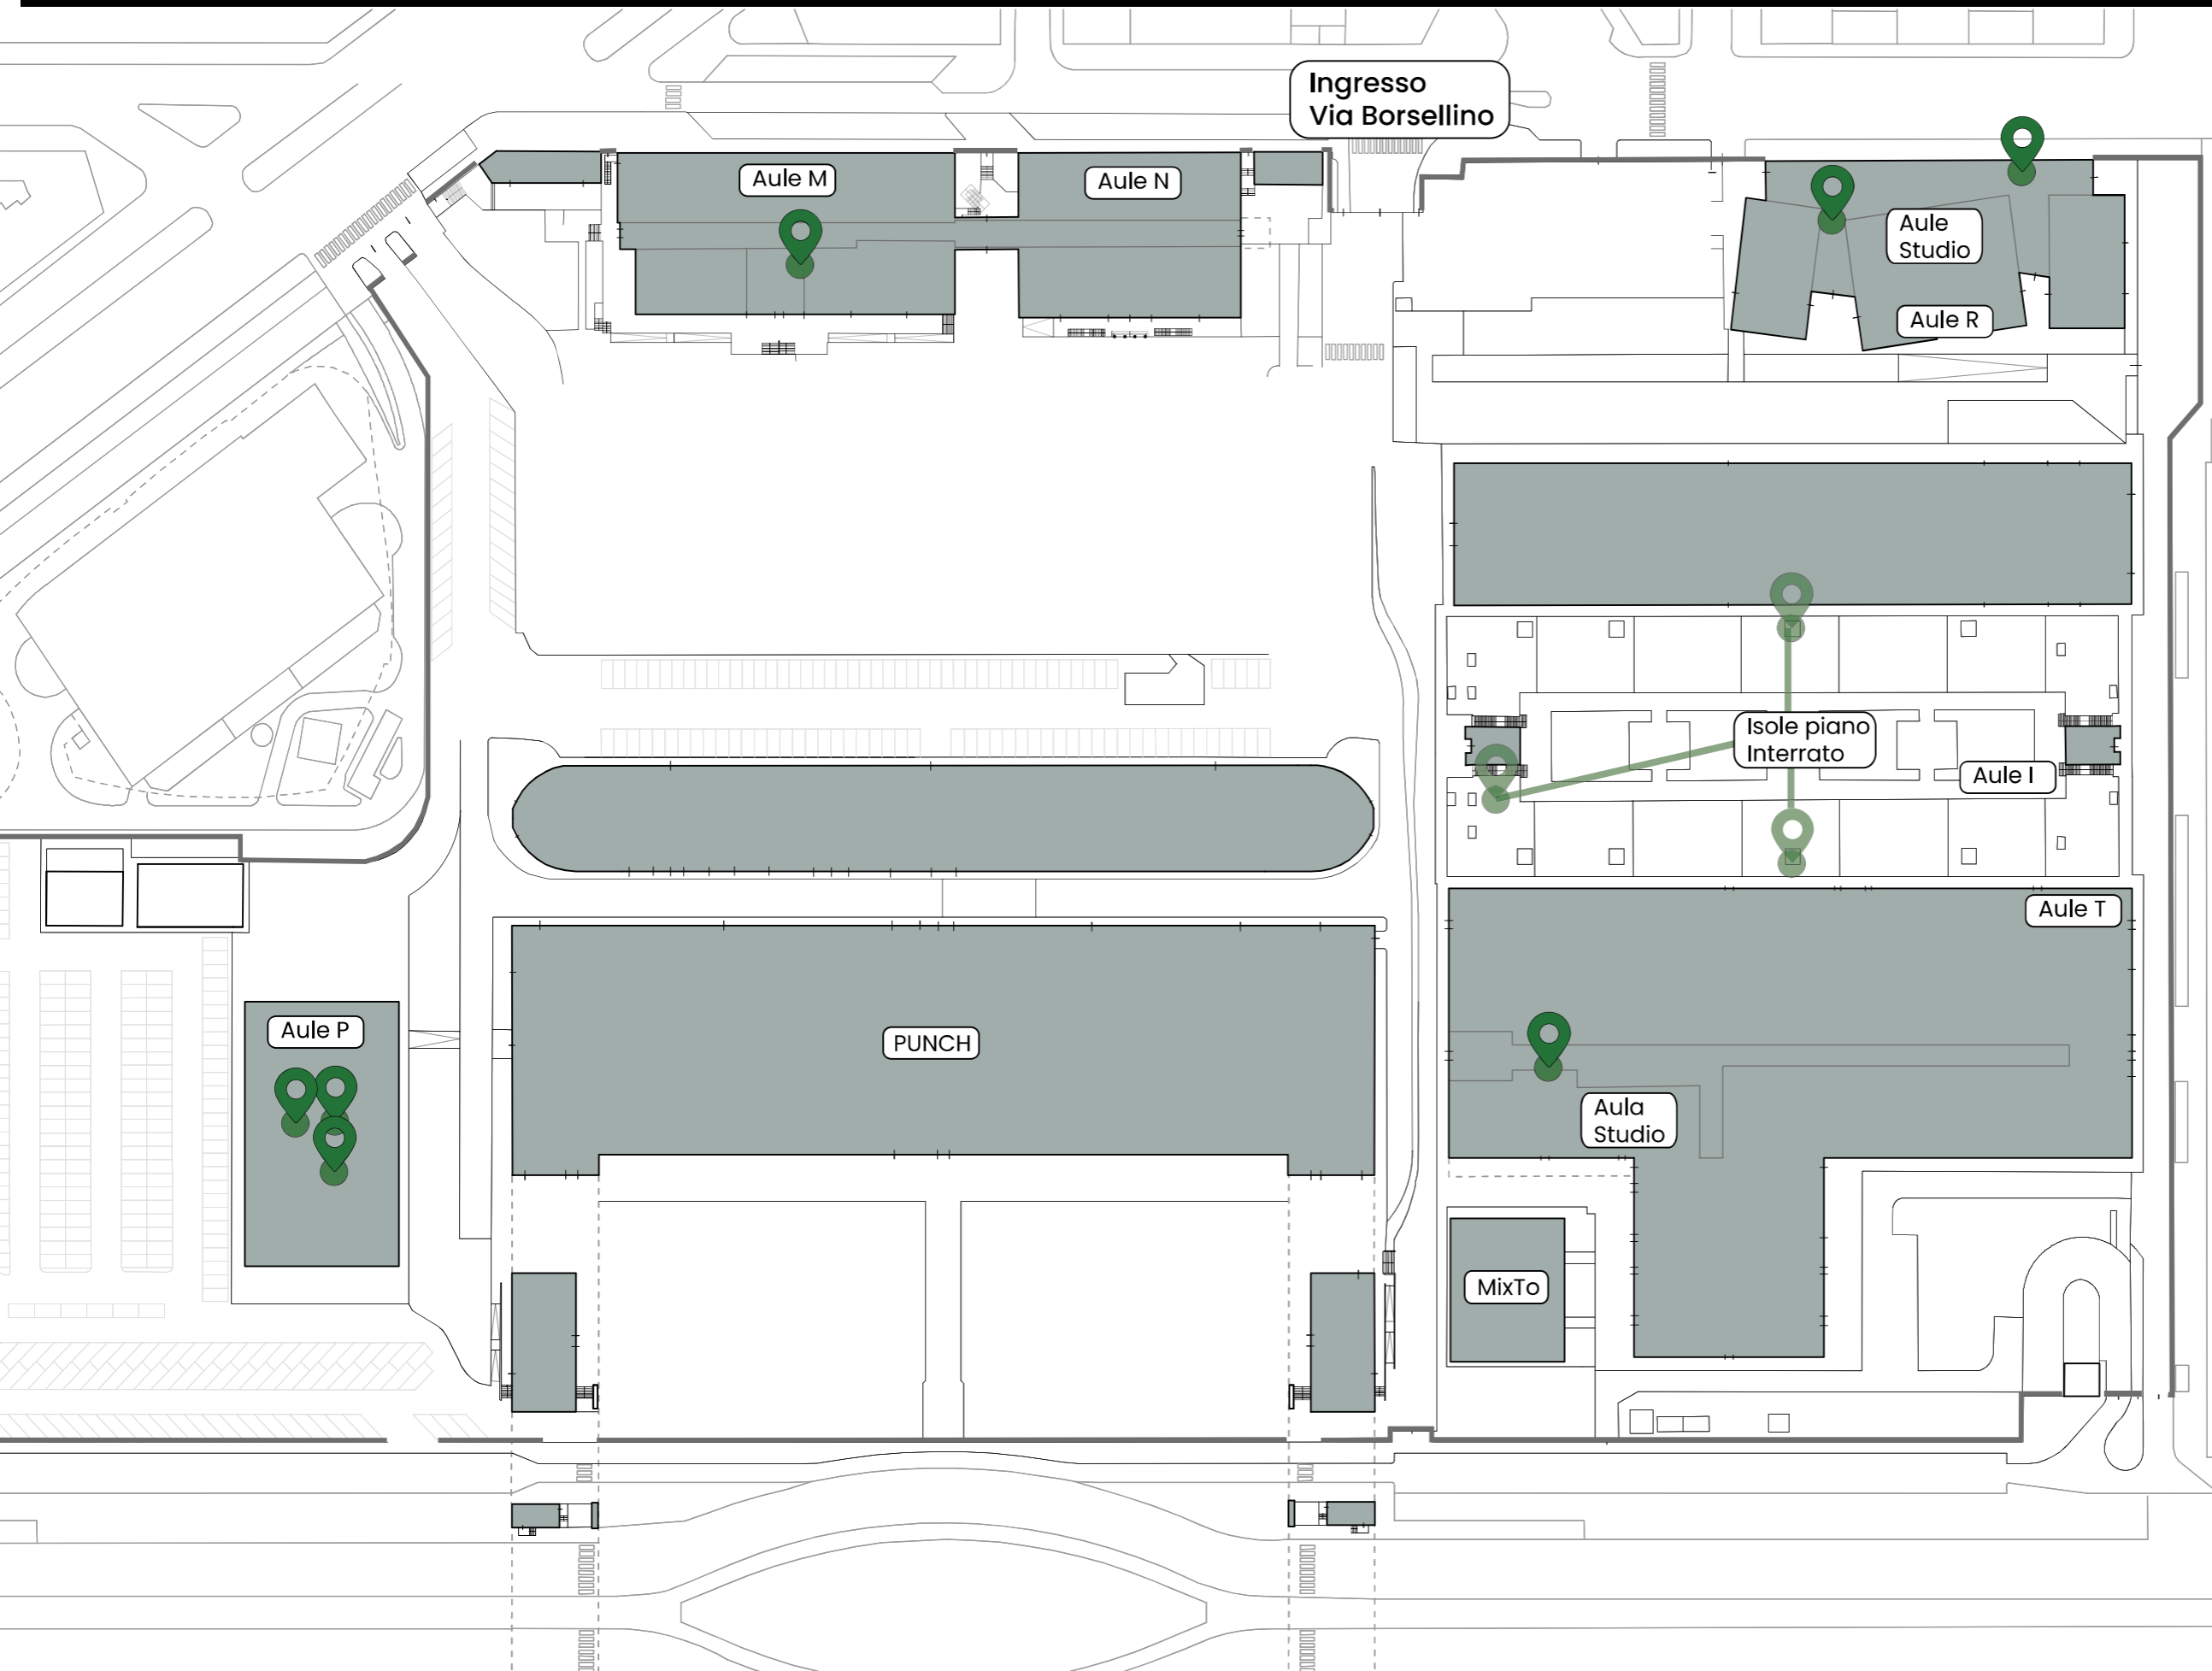 Ingresso
Via Borsellino
Aule M
Aule N
Aule
Studio
Aule R
Isole piano
Interrato
Aule I
Aule T
Aule P
PUNCH
Aula
Studio
MixTo